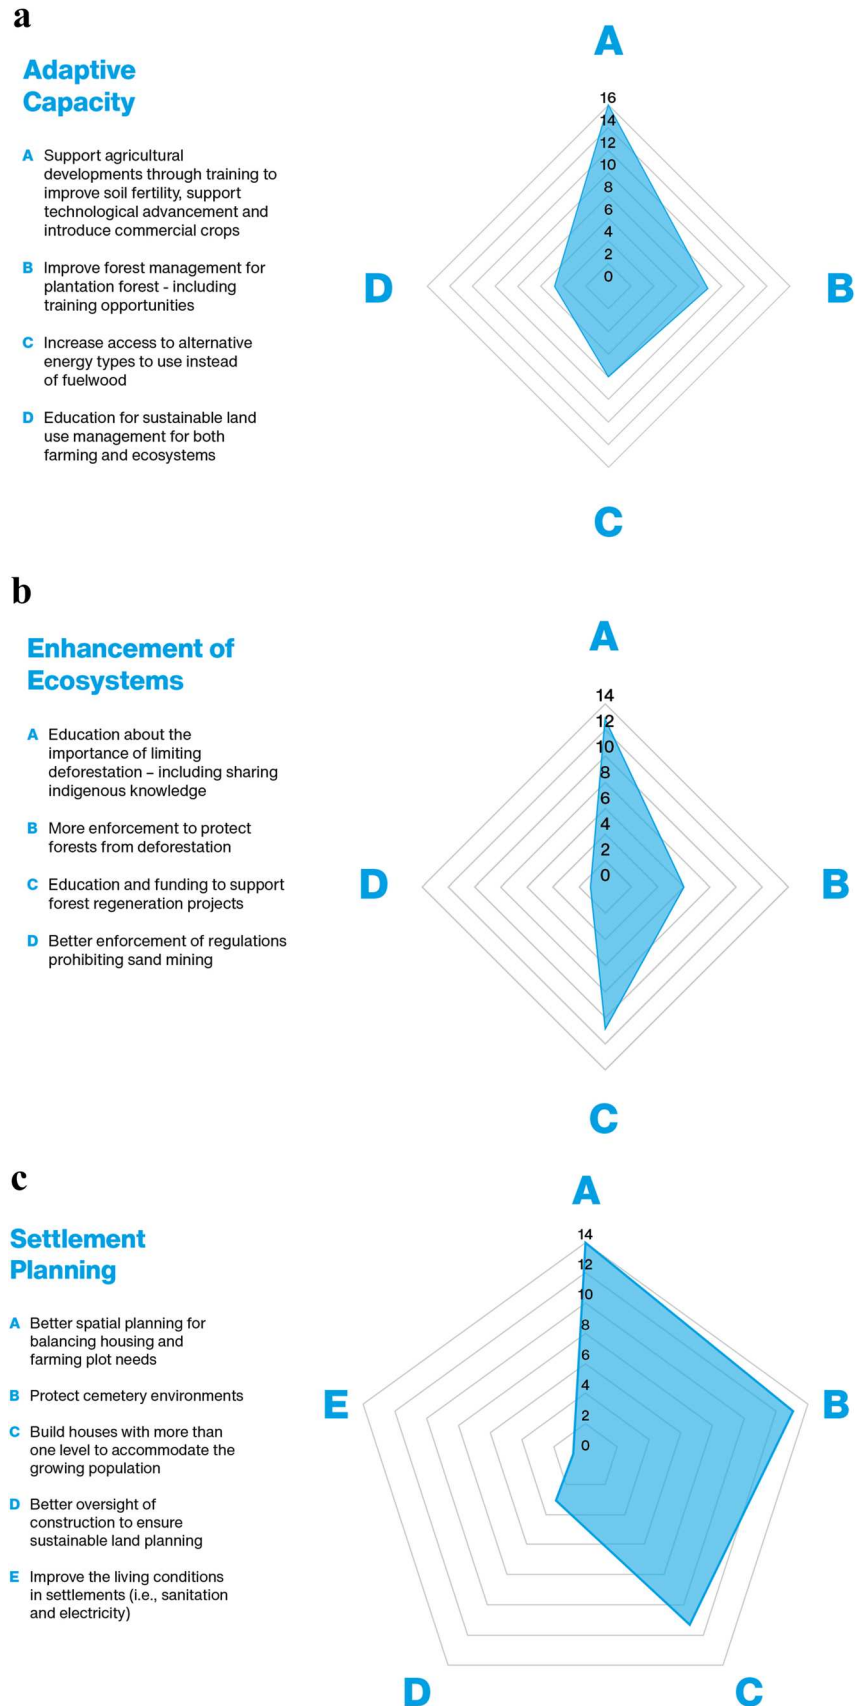 a
Adaptive
Capacity
A Support agricultural
developments through training to
improve soil fertility, support
technological advancement and
introduce commercial crops
B Improve forest management for
plantation forest - including
training opportunities
C Increase access to alternative
energy types to use instead
of fuelwood
D Education for sustainable land
use management for both
farming and ecosystems
A
16
14
12
10
8
6
4
2
0
D
B
C
b
Enhancement of
Ecosystems
A Education about the
importance of limiting
deforestation – including sharing
indigenous knowledge
B More enforcement to protect
forests from deforestation
C Education and funding to support
forest regeneration projects
D Better enforcement of regulations
prohibiting sand mining
A
14
12
10
8
6
4
2
0
D
B
C
c
Settlement
Planning
A Better spatial planning for
balancing housing and
farming plot needs
B Protect cemetery environments
C Build houses with more than
one level to accommodate the
growing population
D Better oversight of
construction to ensure
sustainable land planning
E Improve the living conditions
in settlements (i.e., sanitation
and electricity)
A
14
12
10
8
6
4
2
0
E
B
D
C